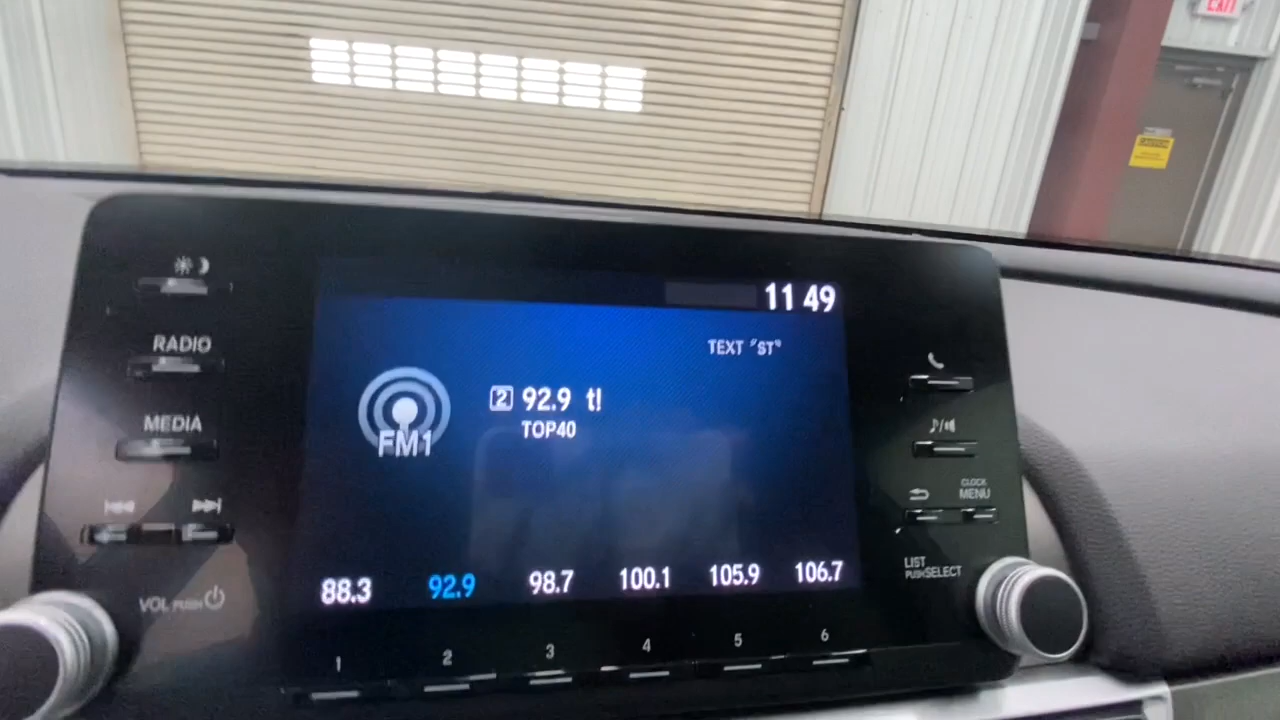 EXIT
CAUTION
11 49
RADIO
TEXT "ST"
MEDIA
2 92.9 t!
TOP40
FM1
CLOCK
MENU
LIST
PUSH SELECT
VOL PUSH
88.3 92.9 98.7 100.1 105.9 106.7
1 2 3 4 5 6